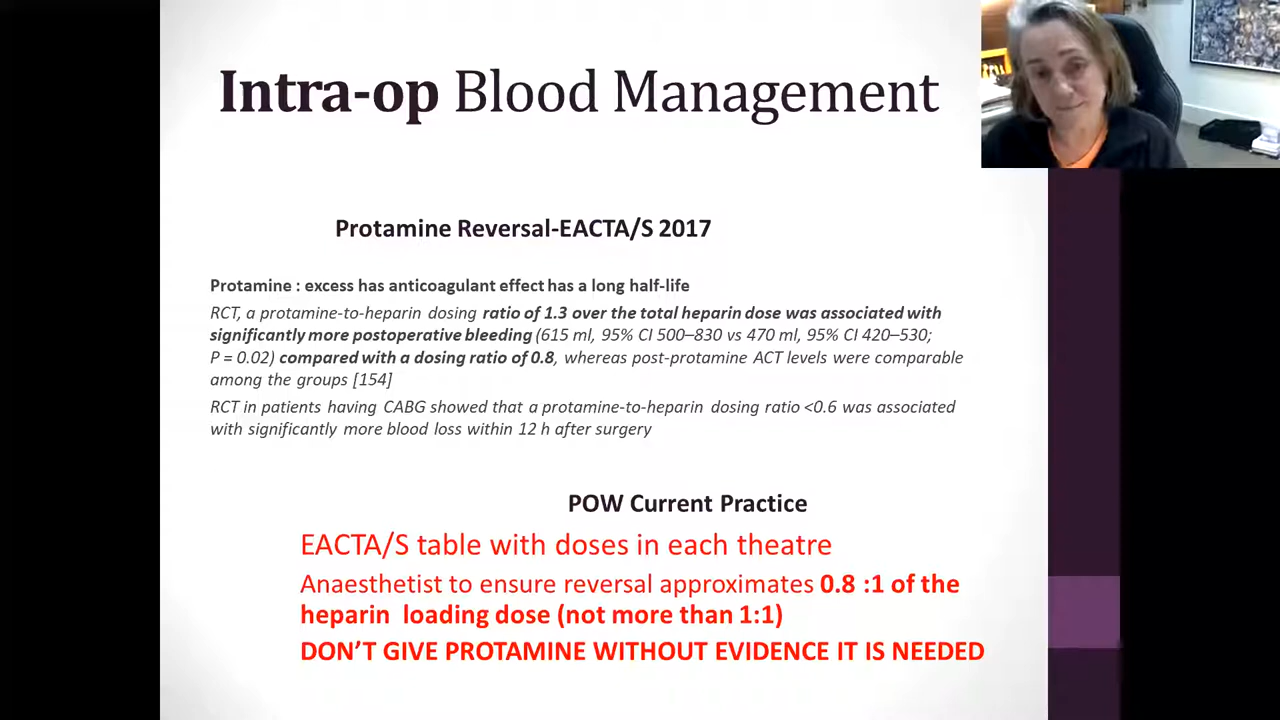 Intra-op Blood Management
Protamine Reversal-EACTA/S 2017
Protamine : excess has anticoagulant effect has a long half-life
RCT, a protamine-to-heparin dosing ratio of 1.3 over the total heparin dose was associated with
significantly more postoperative bleeding (615 ml, 95% CI 500–830 vs 470 ml, 95% CI 420–530;
P = 0.02) compared with a dosing ratio of 0.8, whereas post-protamine ACT levels were comparable
among the groups [154]
RCT in patients having CABG showed that a protamine-to-heparin dosing ratio <0.6 was associated
with significantly more blood loss within 12 h after surgery
POW Current Practice
EACTA/S table with doses in each theatre
Anaesthetist to ensure reversal approximates 0.8 :1 of the
heparin loading dose (not more than 1:1)
DON’T GIVE PROTAMINE WITHOUT EVIDENCE IT IS NEEDED